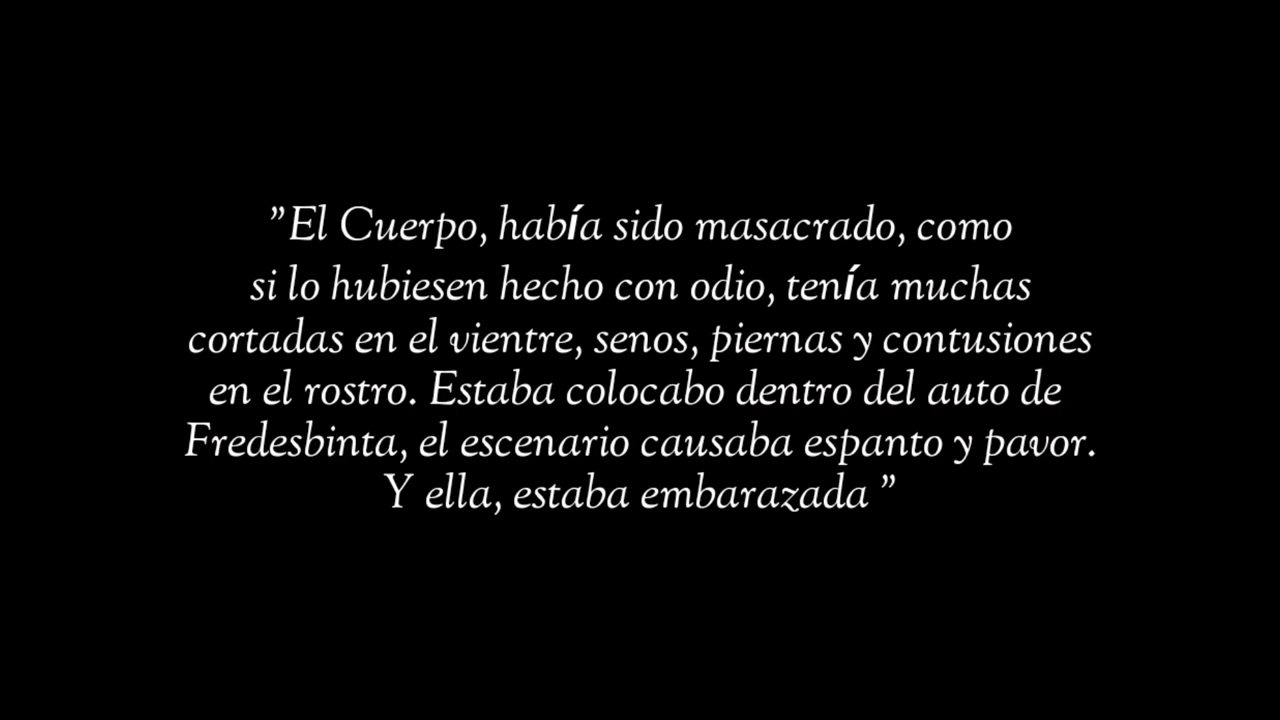 ”El Cuerpo, había sido masacrado, como
si lo hubiesen hecho con odio, tenía muchas
cortadas en el vientre, senos, piernas y contusiones
en el rostro. Estaba colocabo dentro del auto de
Fredesbinta, el escenario causaba espanto y pavor.
Y ella, estaba embarazada ”